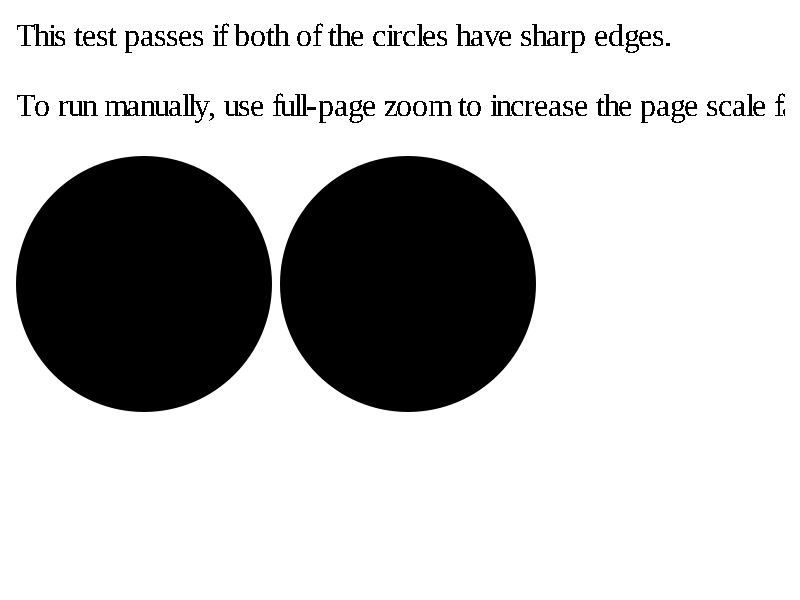 This test passes if both of the circles have sharp edges.
To run manually, use full-page zoom to increase the page scale